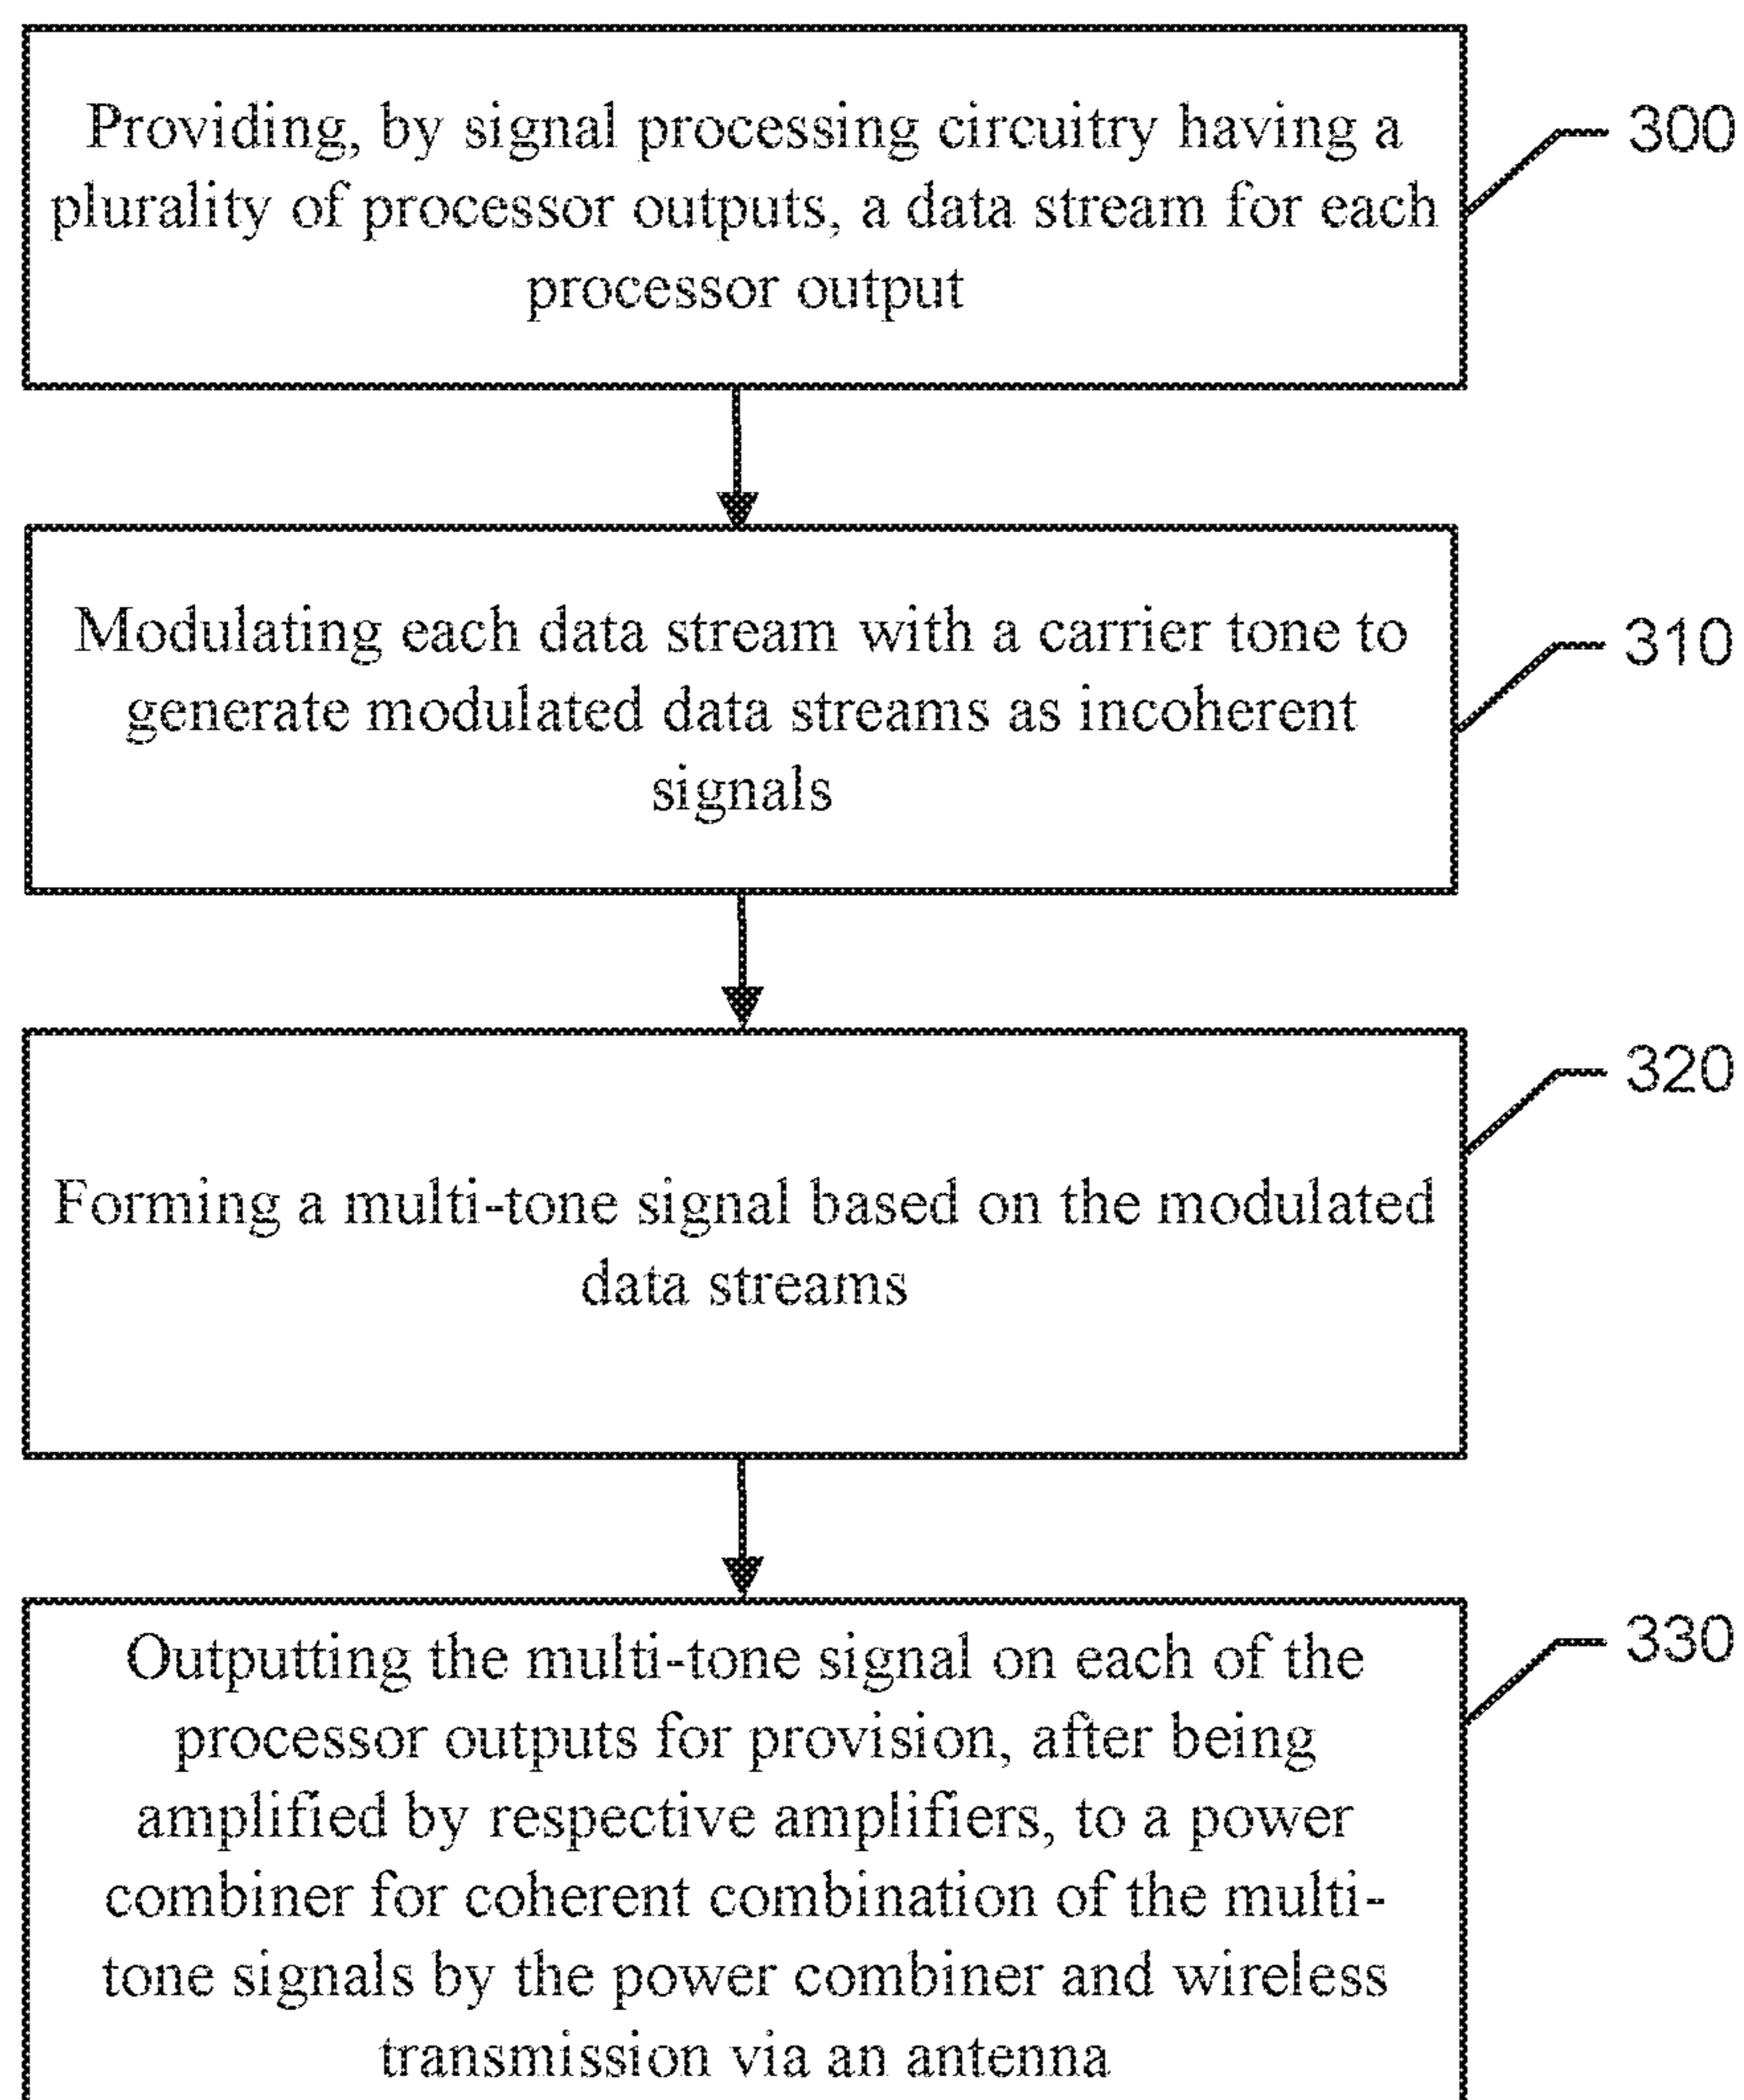 Providing, by signal processing circuitry having a
plurality of processor outputs, a data stream for each
processor output
300
Modulating each data stream with a carrier tone to
generate modulated data streams as incoherent
signals
310
Forming a multi-tone signal based on the modulated
data streams
320
Outputting the multi-tone signal on each of the
processor outputs for provision, after being
amplified by respective amplifiers, to a power
combiner for coherent combination of the multi-
tone signals by the power combiner and wireless
transmission via an antenna
330